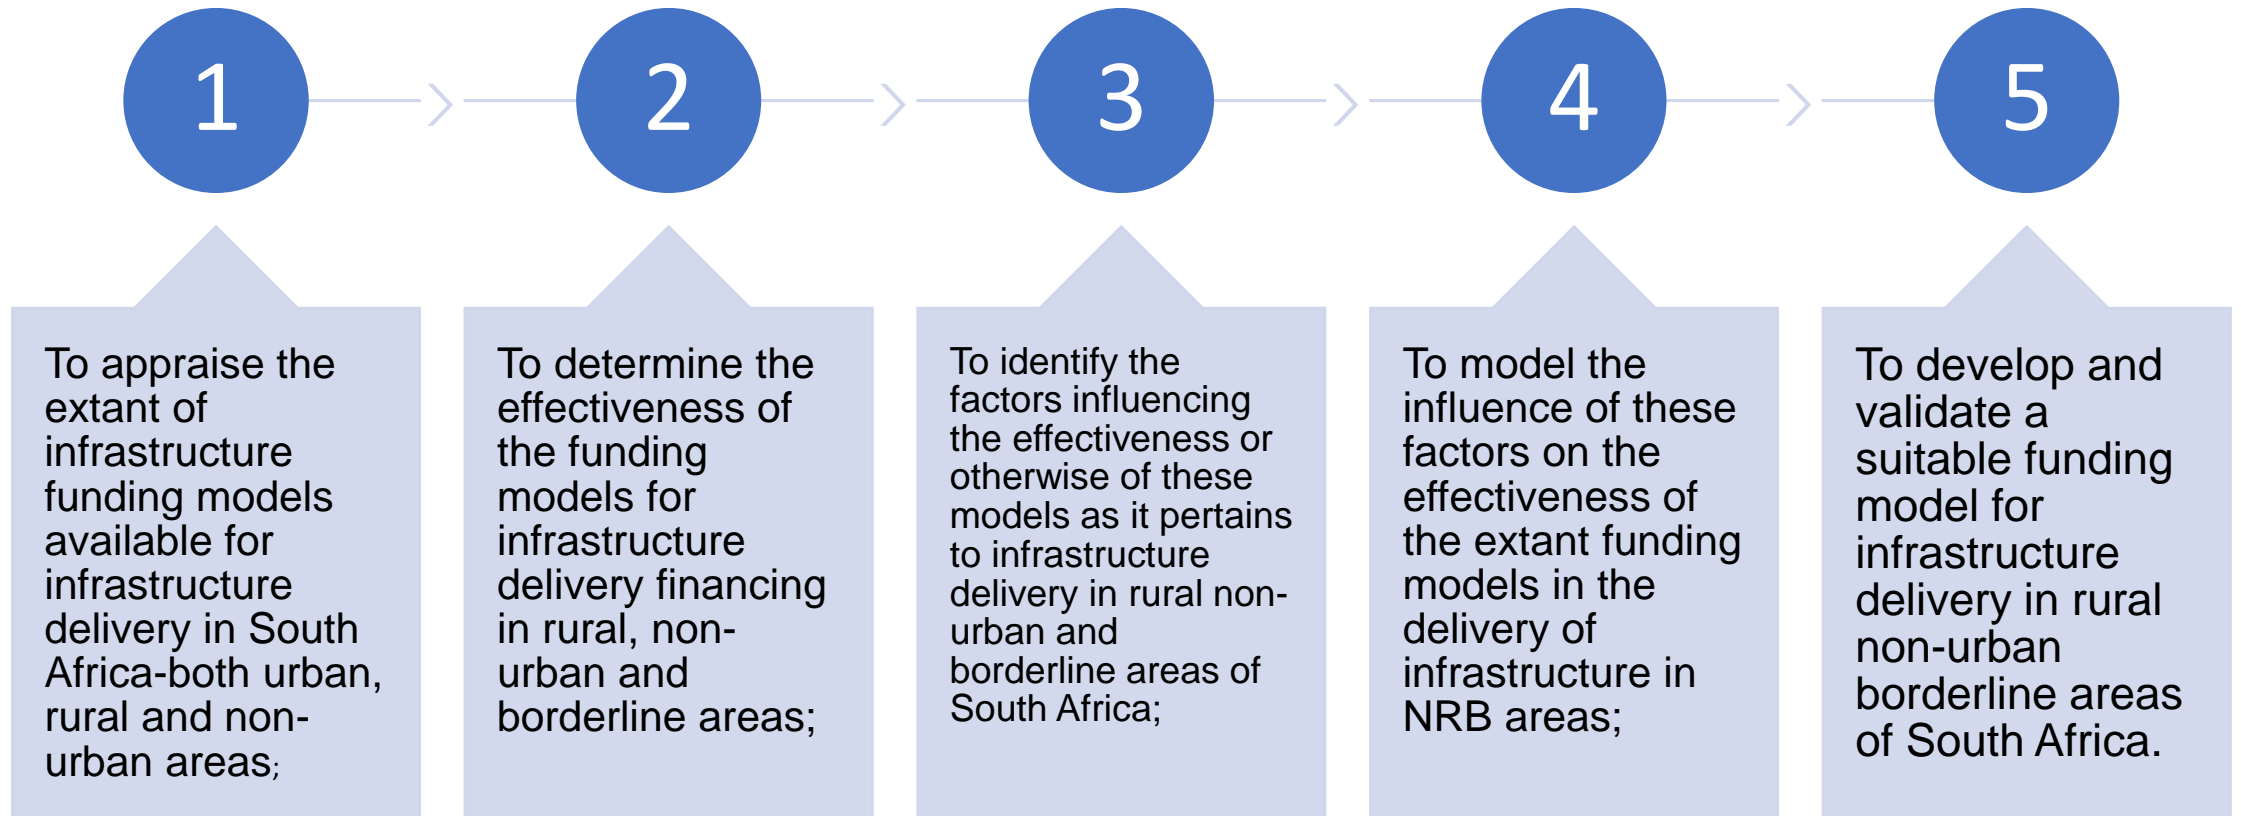 1
2
3
4
5
To appraise the
extant of
infrastructure
funding models
available for
infrastructure
delivery in South
Africa-both urban,
rural and non-
urban areas;
To determine the
effectiveness of
the funding
models for
infrastructure
delivery financing
in rural, non-
urban and
borderline areas;
To identify the
factors influencing
the effectiveness or
otherwise of these
models as it pertains
to infrastructure
delivery in rural non-
urban and
borderline areas of
South Africa;
To model the
influence of these
factors on the
effectiveness of
the extant funding
models in the
delivery of
infrastructure in
NRB areas;
To develop and
validate a
suitable funding
model for
infrastructure
delivery in rural
non-urban
borderline areas
of South Africa.